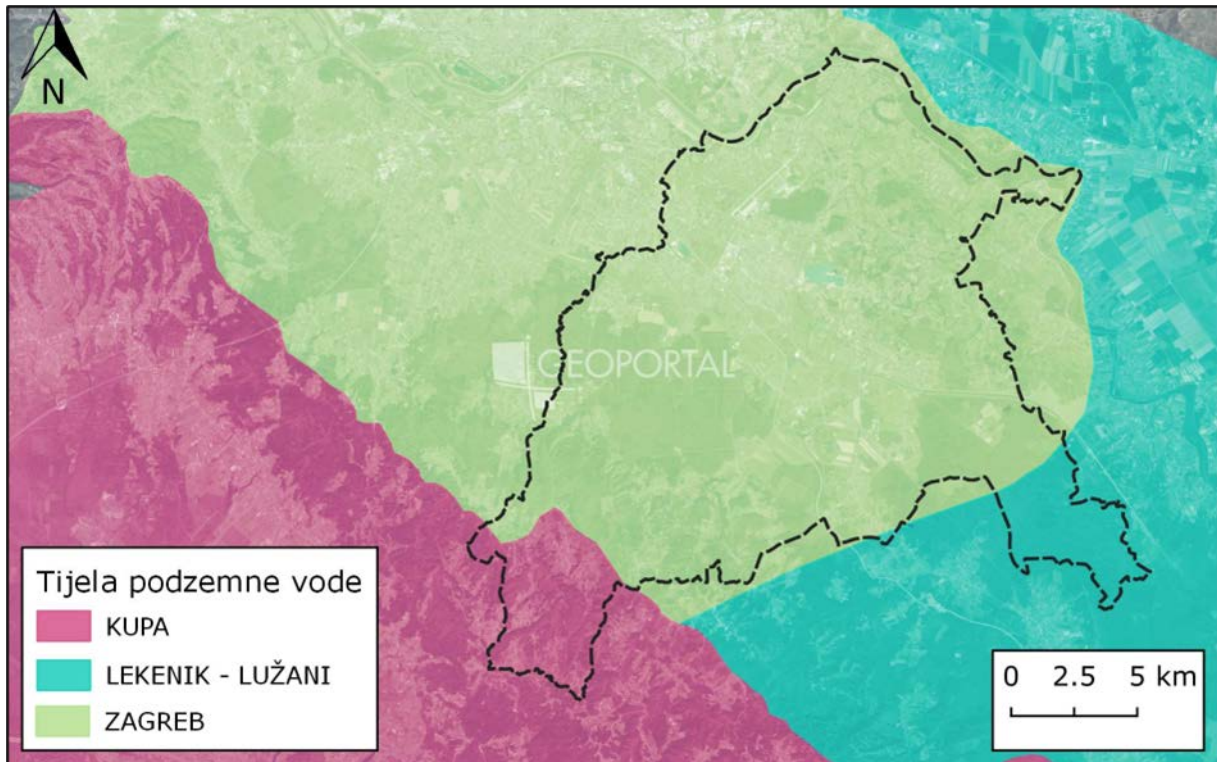 N
GEOPORTAL
Tijela podzemne vode
KUPA
LEKENIK - LUŽANI
ZAGREB
0 2.5 5 km